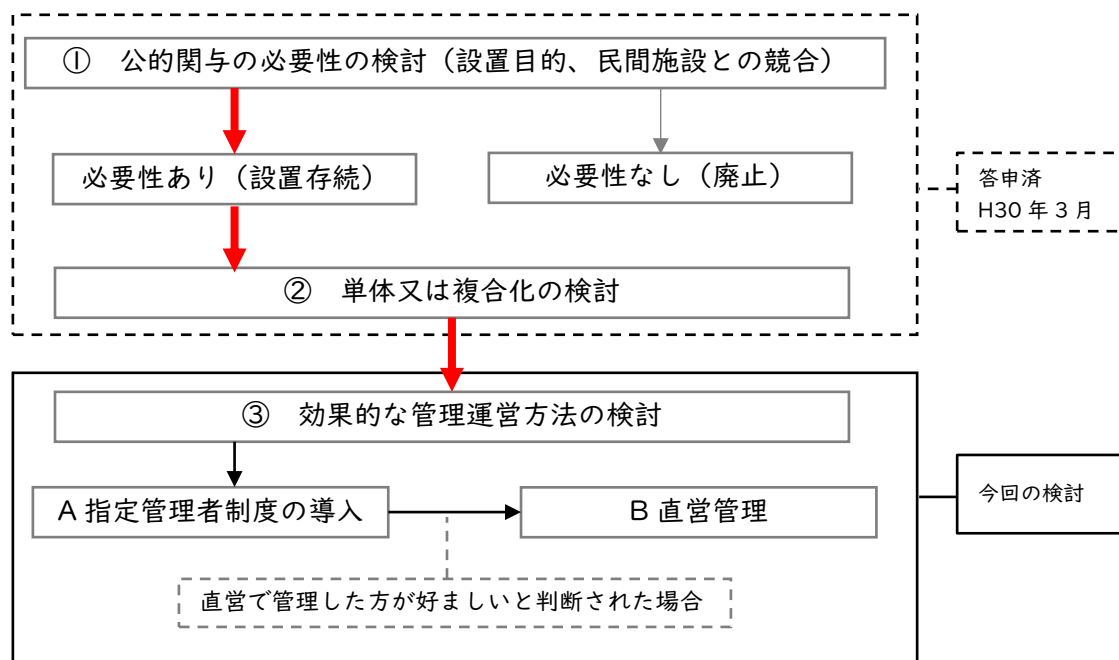 ① 公的関与の必要性の検討（設置目的、民間施設との競合）
必要性あり（設置存続）
必要性なし（廃止）
答申済
H30年3月
② 単体又は複合化の検討
③ 効果的な管理運営方法の検討
A 指定管理者制度の導入
B 直営管理
今回の検討
直営で管理した方が好ましいと判断された場合